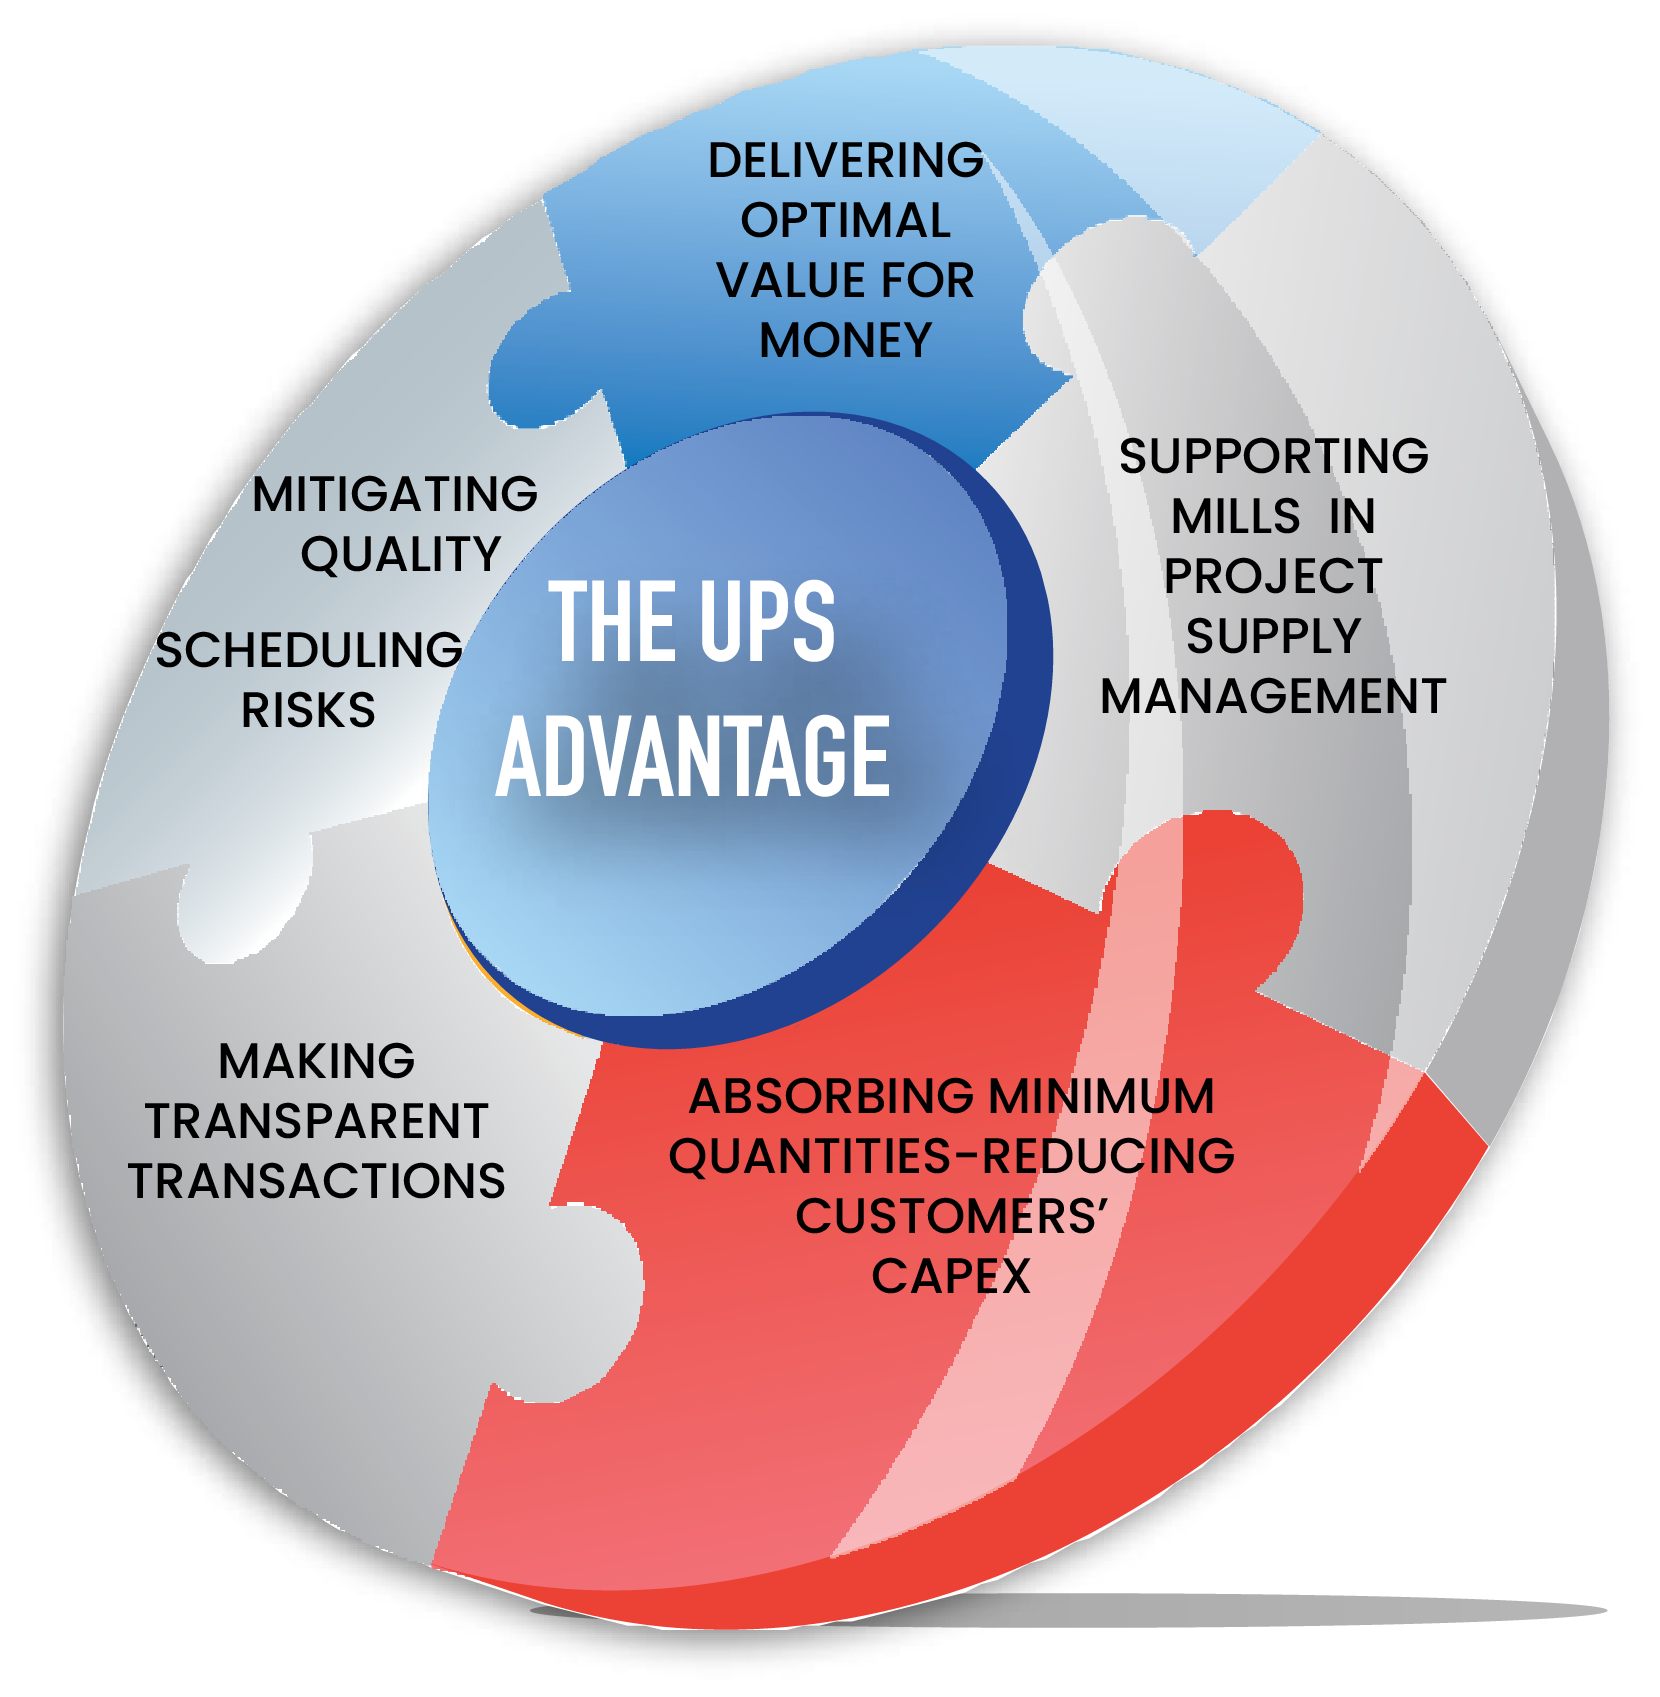 DELIVERING
OPTIMAL
VALUE FOR
MONEY
SUPPORTING
MILLS IN
PROJECT
SUPPLY
MANAGEMENT
MITIGATING
QUALITY
SCHEDULING
RISKS
THE UPS
ADVANTAGE
MAKING
TRANSPARENT
TRANSACTIONS
ABSORBING MINIMUM
QUANTITIES-REDUCING
CUSTOMERS’
CAPEX